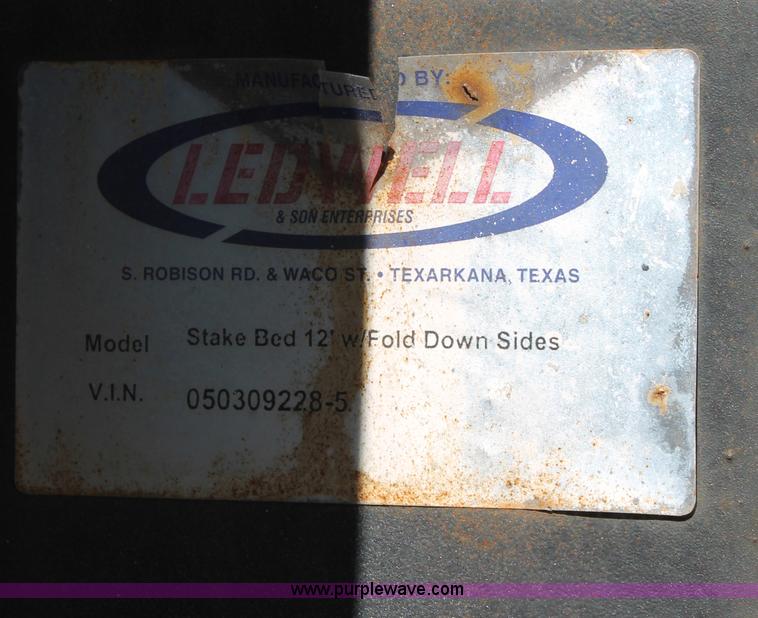 MANUFACTURED BY:
LEDWELL
& SON ENTERPRISES
S. ROBISON RD. & WACO ST. • TEXARKANA, TEXAS
Model Stake Bed 12' w/Fold Down Sides
V.I.N. 050309228-5
www.purplewave.com